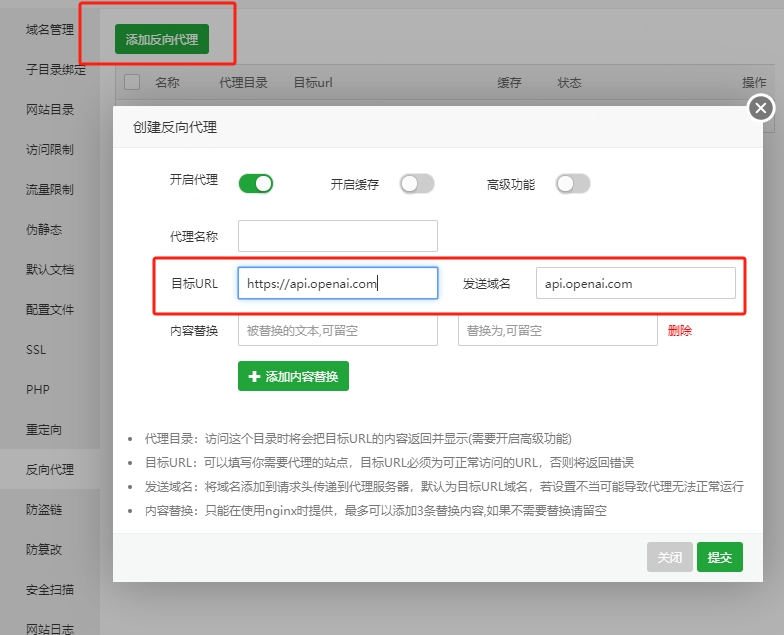 域名管理
添加反向代理
子目录绑定
名称 代理目录 目标url 缓存 状态 操作
网站目录
创建反向代理
访问限制
开启代理 开启缓存 高级功能
流量限制
伪静态
代理名称
默认文档
目标URL https://api.openai.com 发送域名 api.openai.com
配置文件
内容替换 被替换的文本,可留空 替换为,可留空 删除
SSL
添加内容替换
PHP
重定向
代理目录：访问这个目录时将会把目标URL的内容返回并显示(需要开启高级功能)
反向代理
目标URL：可以填写你需要代理的站点，目标URL必须为可正常访问的URL，否则将返回错误
发送域名：将域名添加到请求头传递到代理服务器，默认为目标URL域名，若设置不当可能导致代理无法正常运行
防盗链
内容替换：只能在使用nginx时提供，最多可以添加3条替换内容,如果不需要替换请留空
防篡改
关闭 提交
安全扫描
网站日志